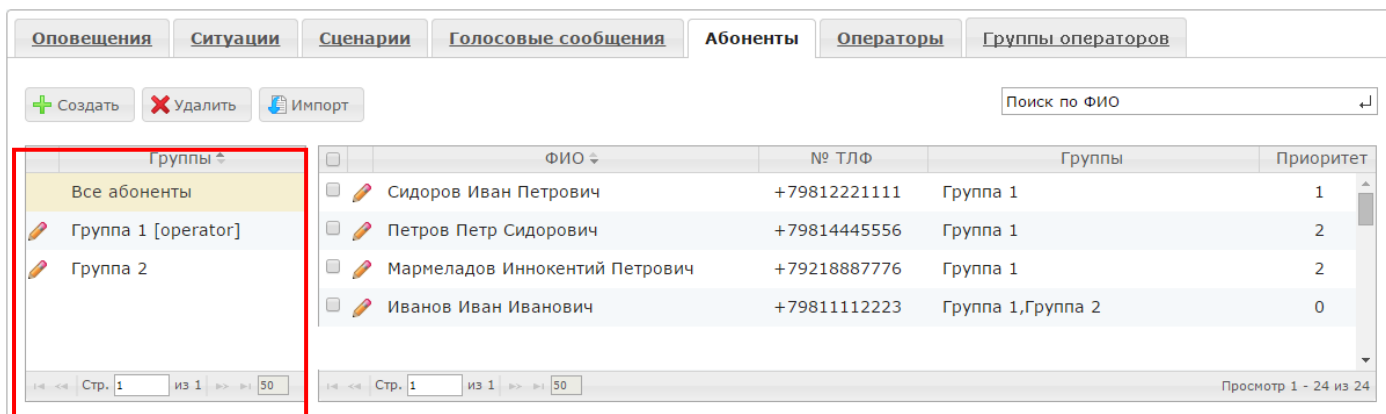 Оповещения Ситуации Сценарии Голосовые сообщения Абоненты Операторы Группы операторов
Создать Удалить Импорт Поиск по ФИО
Группы ФИО № ТЛФ Группы Приоритет
Все абоненты Сидоров Иван Петрович +79812221111 Группа 1 1
Группа 1 [operator] Петров Петр Сидорович +79814445556 Группа 1 2
Группа 2 Мармеладов Иннокентий Петрович +79218887776 Группа 1 2
Иванов Иван Иванович +79811112223 Группа 1,Группа 2 0
Стр. 1 из 1 50 Стр. 1 из 1 50 Просмотр 1 - 24 из 24